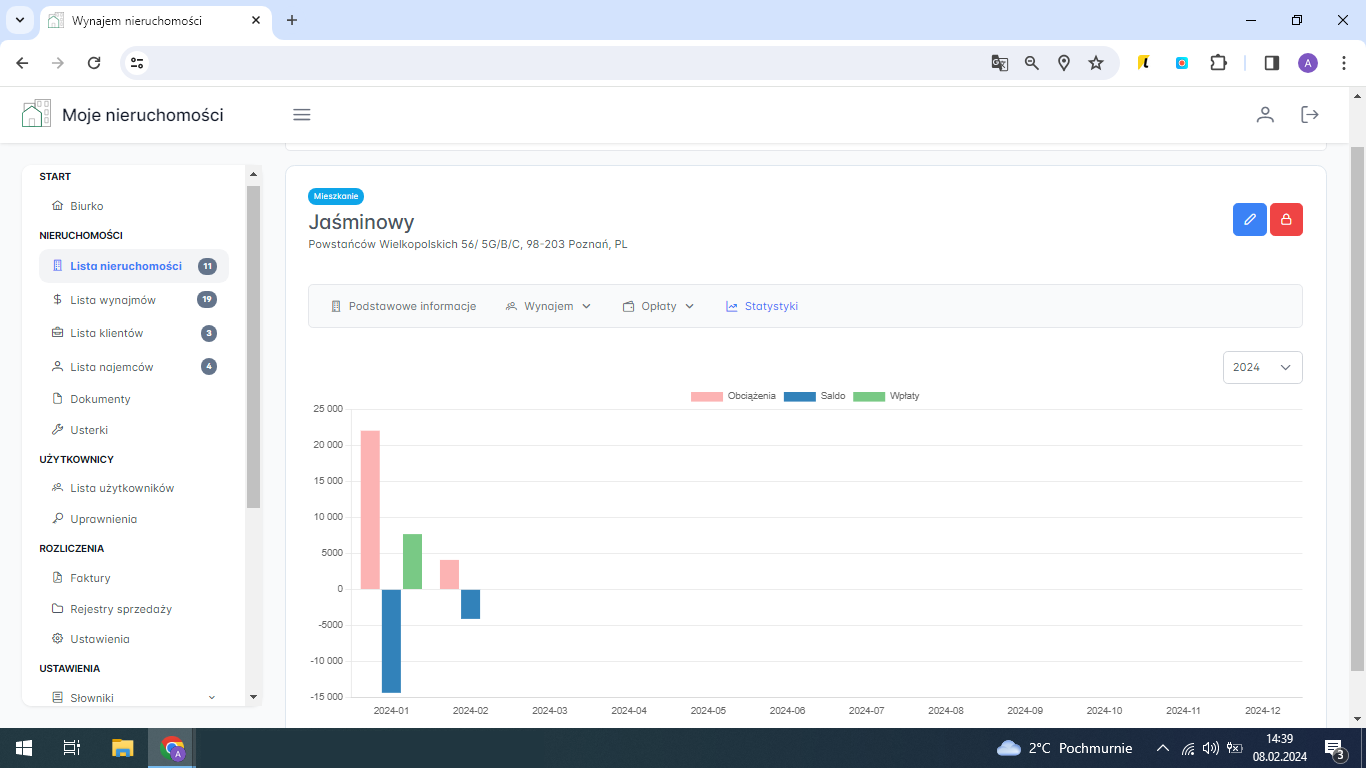 Wynajem nieruchomości
A
Moje nieruchomości
START
Biurko
NIERUCHOMOŚCI
Lista nieruchomości 11
Lista wynajmów 19
Lista klientów 3
Lista najemców 4
Dokumenty
Usterki
UŻYTKOWNICY
Lista użytkowników
Uprawnienia
ROZLICZENIA
Faktury
Rejestry sprzedaży
Ustawienia
USTAWIENIA
Słowniki
Mieszkanie
Jaśminowy
Powstańców Wielkopolskich 56/ 5G/B/C, 98-203 Poznań, PL
Podstawowe informacje Wynajem Opłaty Statystyki
2024
Obciążenia Saldo Wpłaty
25 000
20 000
15 000
10 000
5000
0
-5000
-10 000
-15 000
2024-01 2024-02 2024-03 2024-04 2024-05 2024-06 2024-07 2024-08 2024-09 2024-10 2024-11 2024-12
A
2°C Pochmurnie
14:39
08.02.2024
3